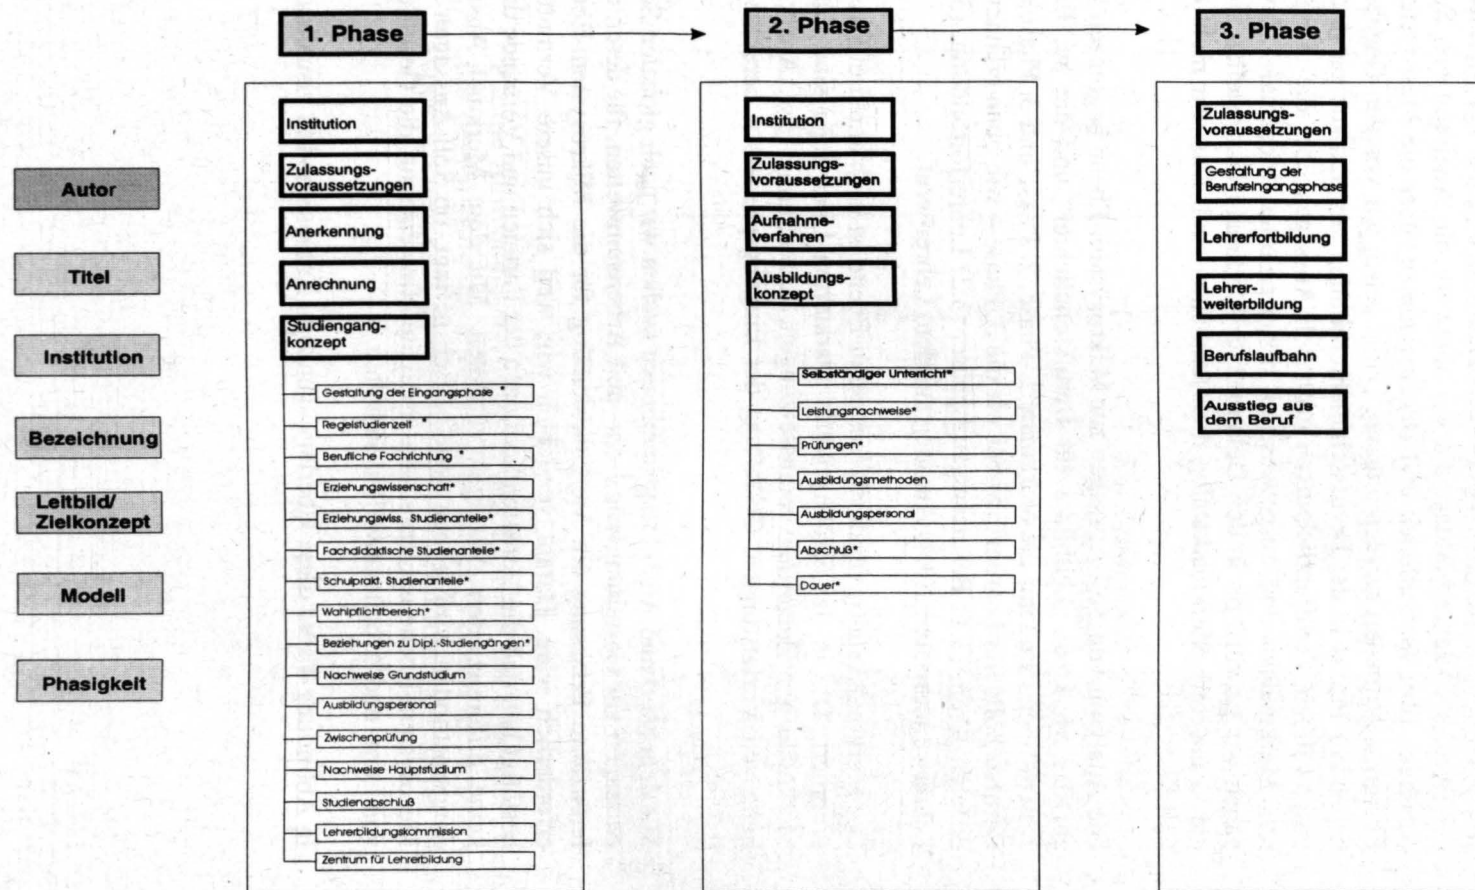 1. Phase
2. Phase
3. Phase
Autor
Titel
Institution
Bezeichnung
Leitbild/
Zielkonzept
Modell
Phasigkeit
Institution
Zulassungs-
voraussetzungen
Anerkennung
Anrechnung
Studiengang-
konzept
Gestaltung der Eingangsphase *
Regelstudienzeit *
Berufliche Fachrichtung *
Erziehungswissenschaft*
Erziehungswiss. Studienanteile*
Fachdidaktische Studienanteile*
Schulprakt. Studienanteile*
Wahlpflichtbereich*
Beziehungen zu Dipl.-Studiengängen*
Nachweise Grundstudium
Ausbildungspersonal
Zwischenprüfung
Nachweise Hauptstudium
Studienabschluß
Lehrerbildungskommission
Zentrum für Lehrerbildung
Institution
Zulassungs-
voraussetzungen
Aufnahme-
verfahren
Ausbildungs-
konzept
Selbständiger Unterricht*
Leistungsnachweise*
Prüfungen*
Ausbildungsmethoden
Ausbildungspersonal
Abschluß*
Dauer*
Zulassungs-
voraussetzungen
Gestaltung der
Berufseingangsphase
Lehrerfortbildung
Lehrer-
weiterbildung
Berufslaufbahn
Ausstieg aus
dem Beruf